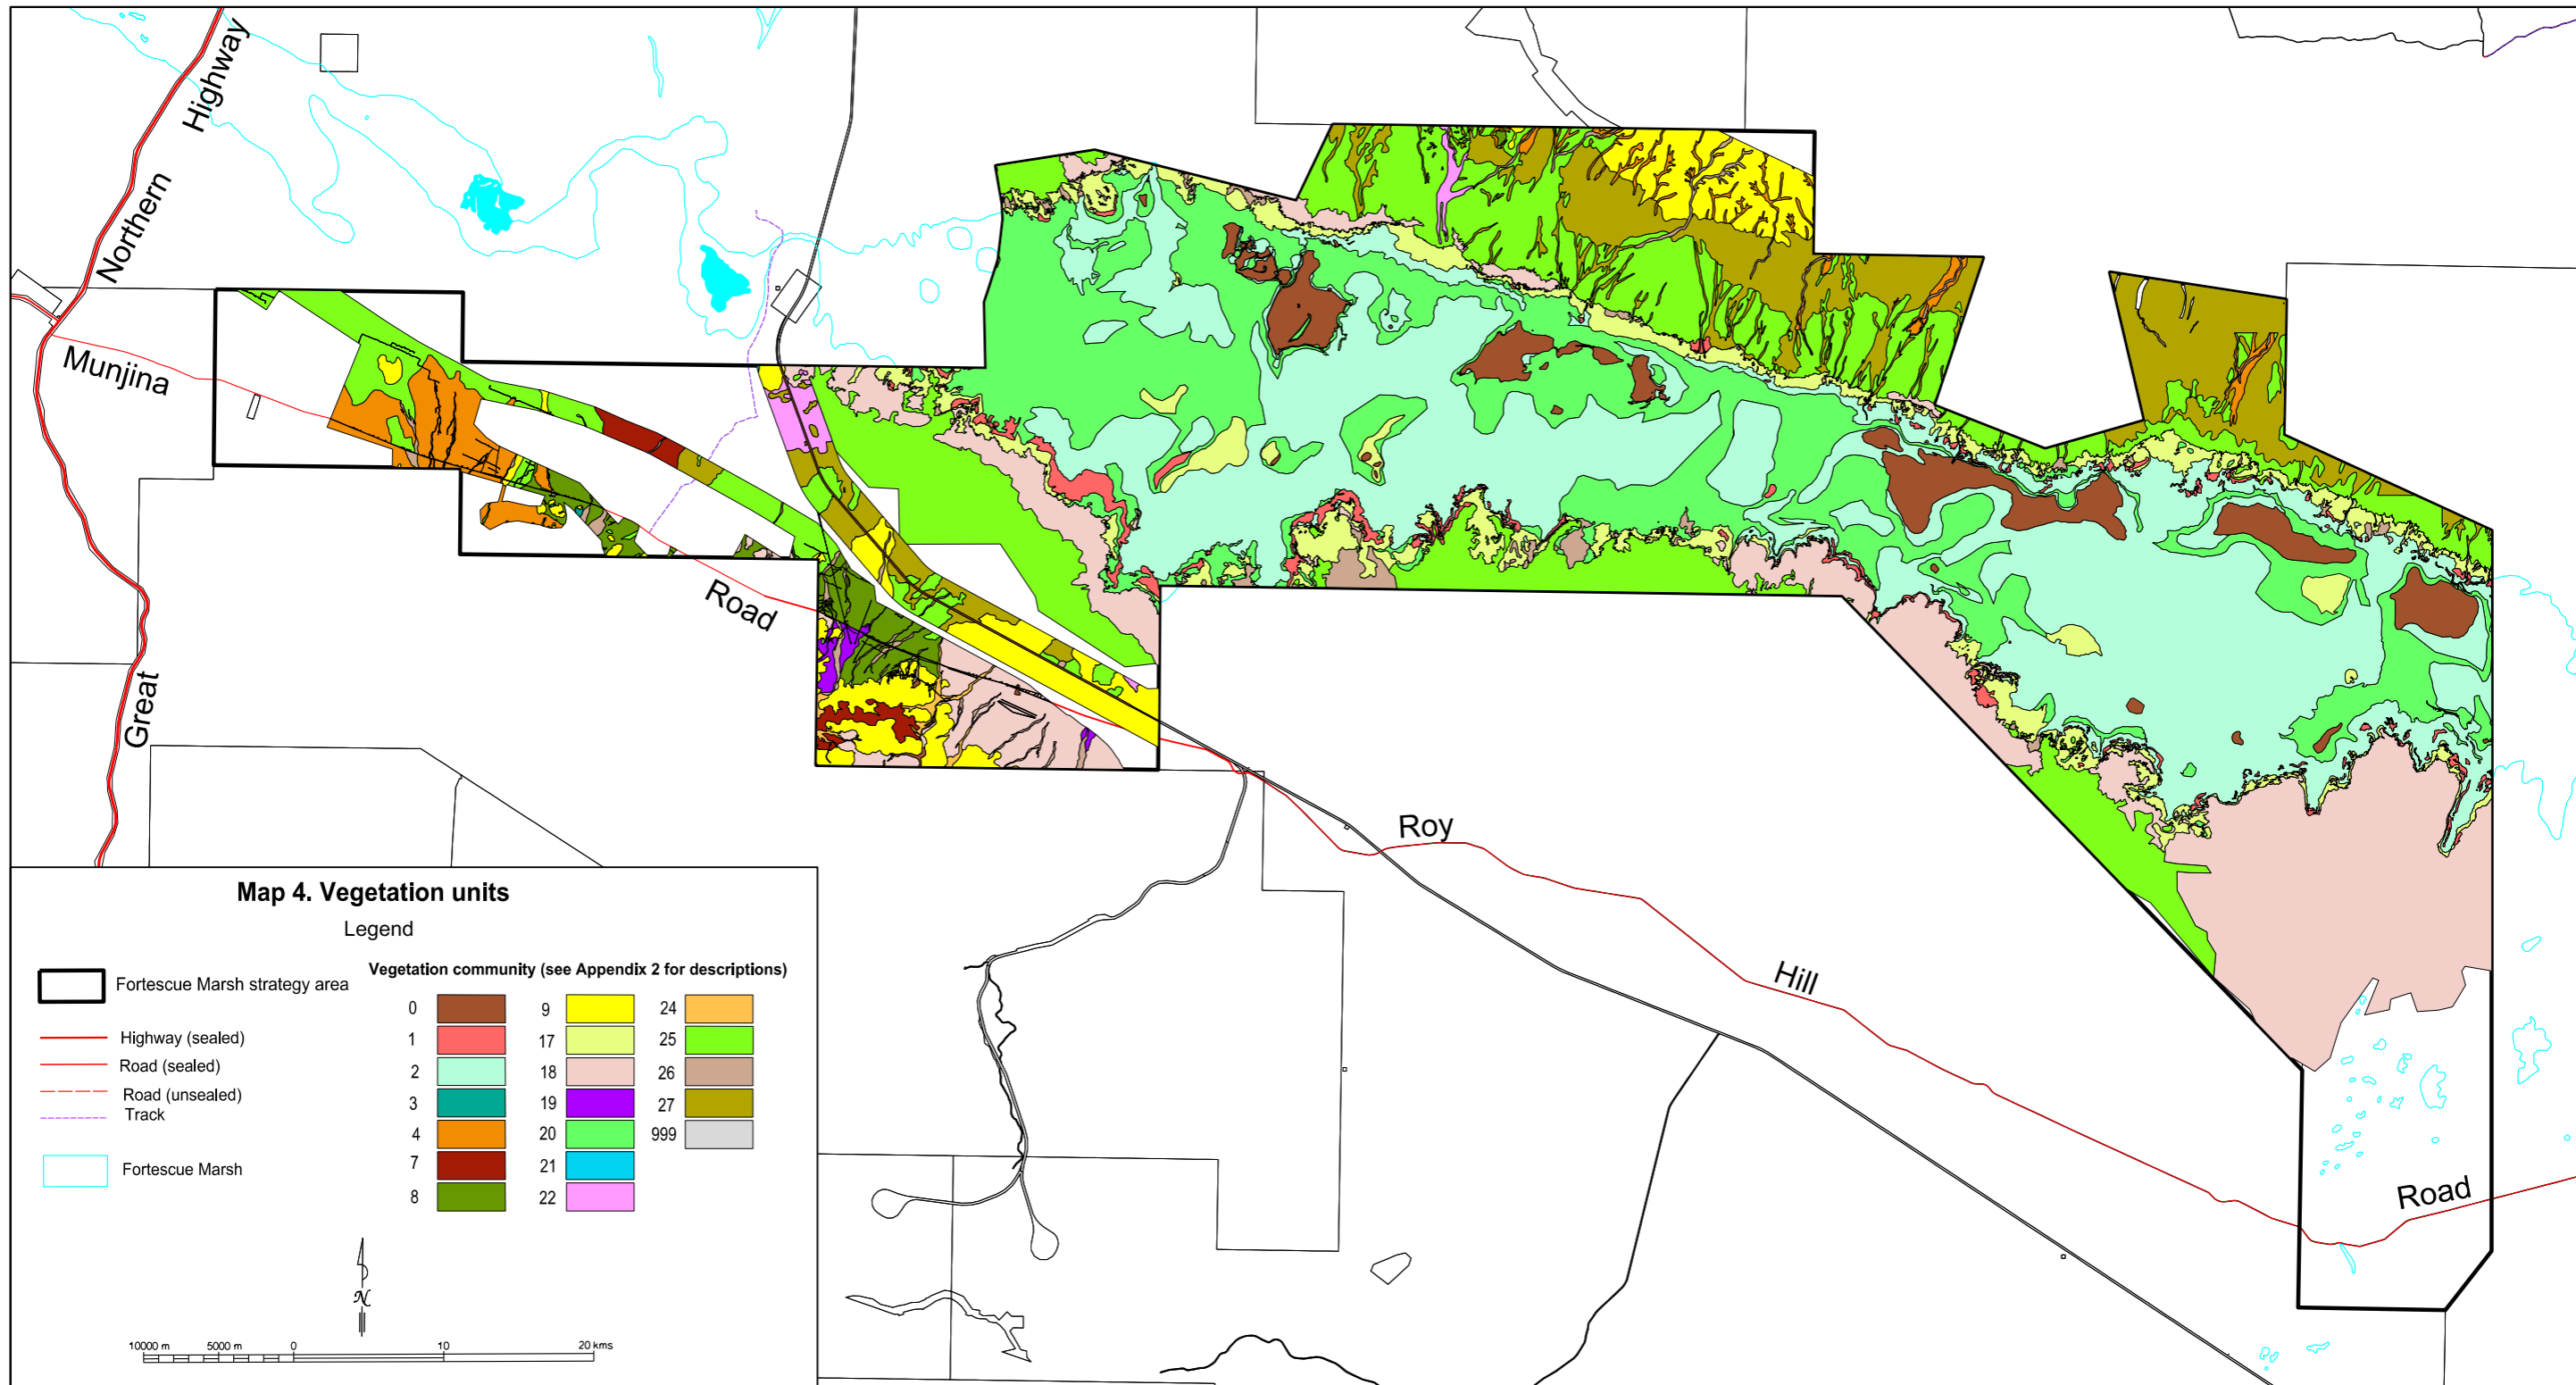 Highway
Northern
Munjina
Road
Great
Roy
Hill
Road
Map 4. Vegetation units
Legend
Fortescue Marsh strategy area
Highway (sealed)
Road (sealed)
Road (unsealed)
Track
Fortescue Marsh
Vegetation community (see Appendix 2 for descriptions)
0 9 24
1 17 25
2 18 26
3 19 27
4 20 999
7 21
8 22
N
10000 m 5000 m 0 10 20 kms